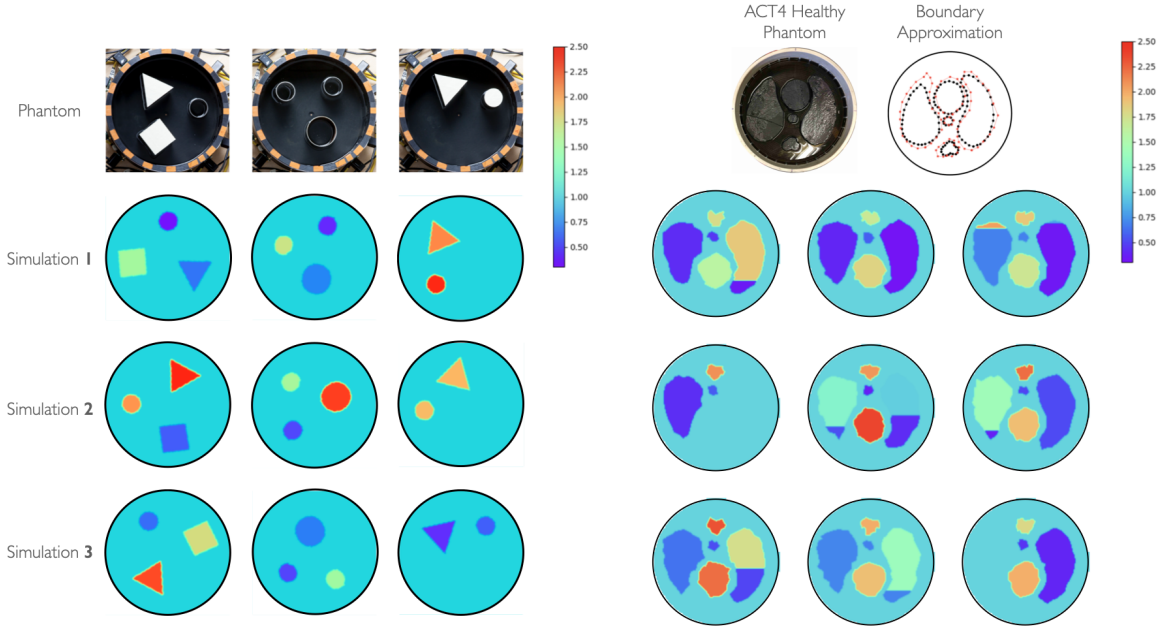 ACT4 Healthy
Phantom
Boundary
Approximation
Phantom
2.50
2.25
2.00
1.75
1.50
1.25
1.00
0.75
0.50
2.50
2.25
2.00
1.75
1.50
1.25
1.00
0.75
0.50
Simulation 1
Simulation 2
Simulation 3